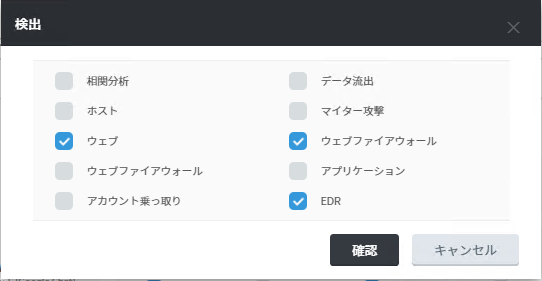 検出
相関分析
データ流出
ホスト
マイター攻撃
ウェブ
ウェブファイアウォール
ウェブファイアウォール
アプリケーション
アカウント乗っ取り
EDR
確認
キャンセル